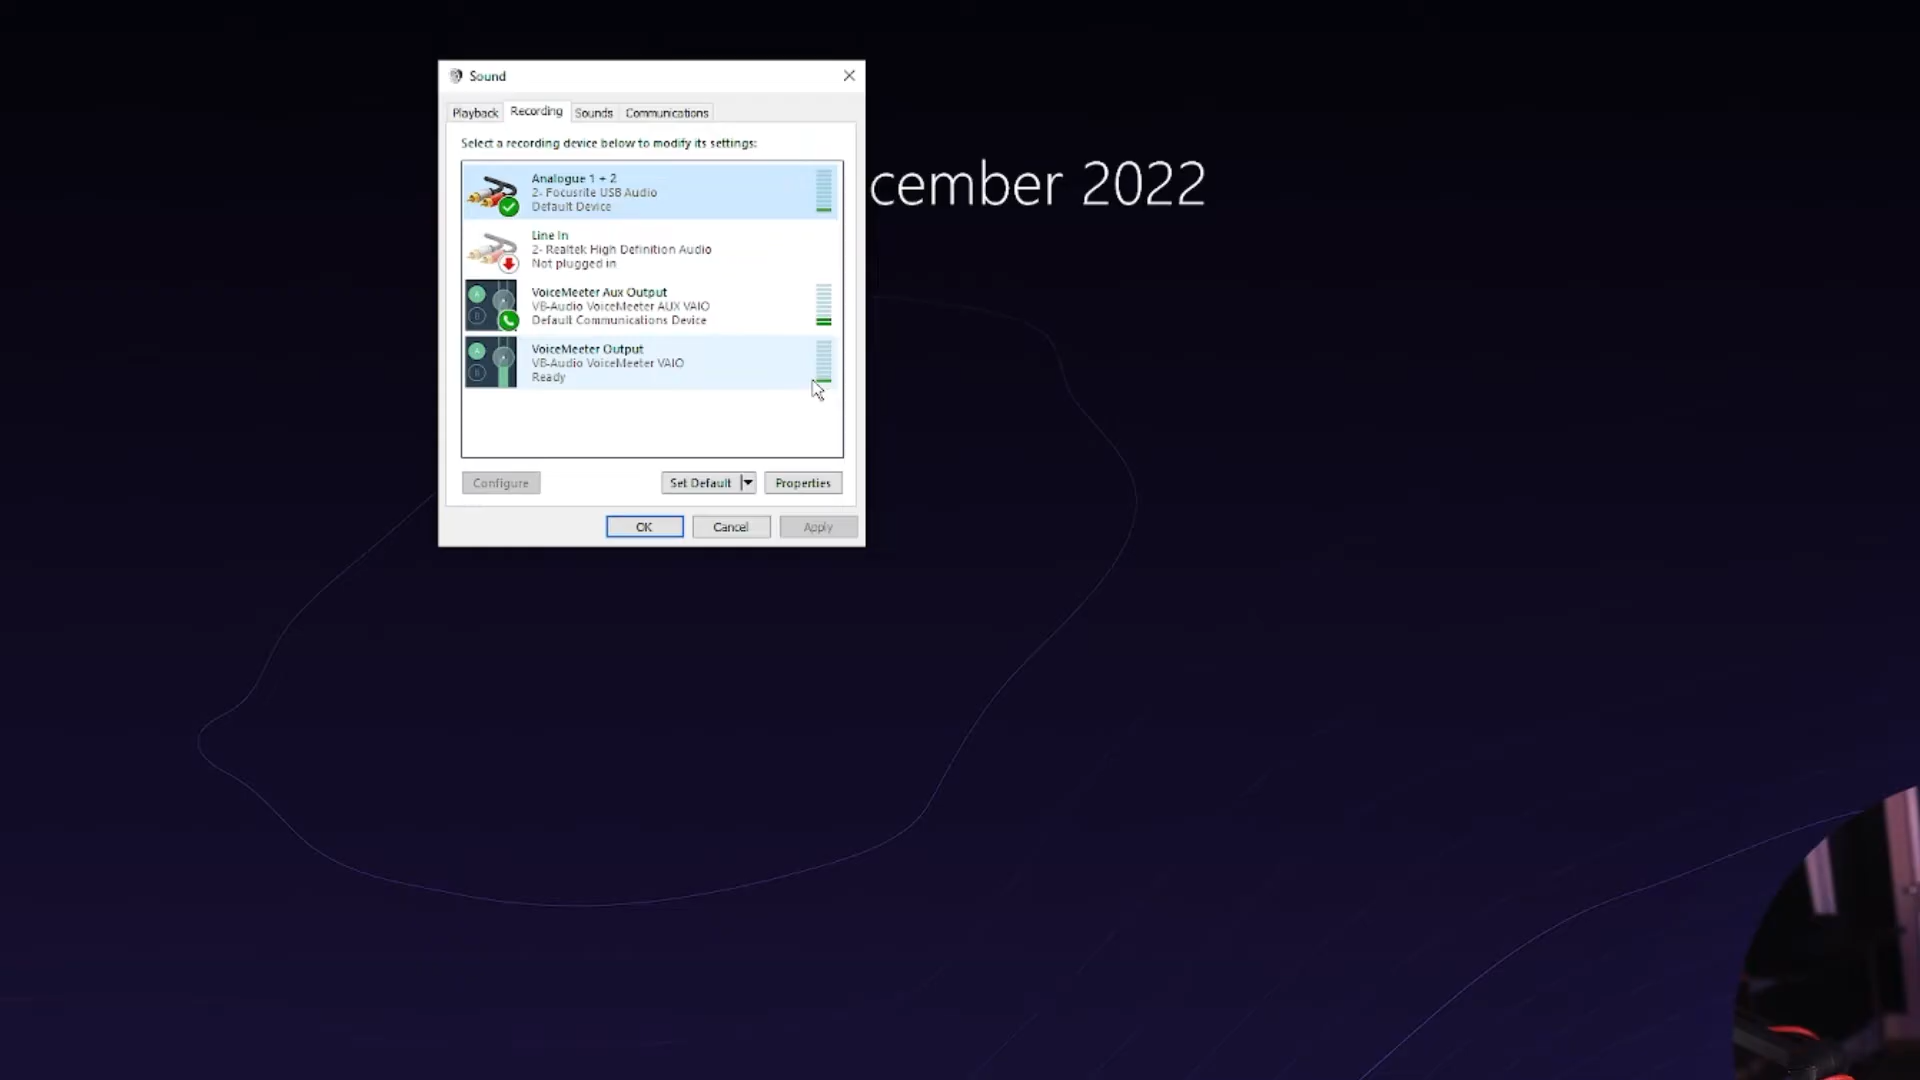 Sound
Playback
Recording
Sounds
Communications
Select a recording device below to modify its settings:
Analogue 1 + 2
2- Focusrite USB Audio
Default Device
cember 2022
Line In
2- Realtek High Definition Audio
Not plugged in
VoiceMeeter Aux Output
VB-Audio VoiceMeeter AUX VAIO
Default Communications Device
VoiceMeeter Output
VB-Audio VoiceMeeter VAIO
Ready
Configure
Set Default
Properties
OK
Cancel
Apply